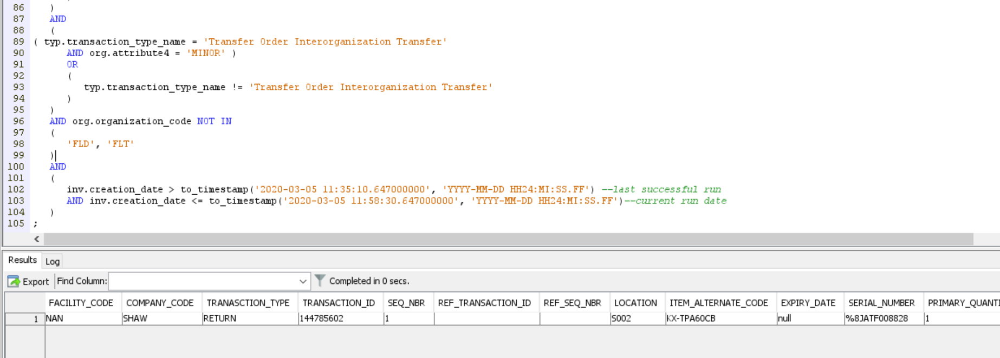 86 )
87 AND
88 (
89 ( typ.transaction_type_name = 'Transfer Order Interorganization Transfer'
90 AND org.attribute4 = 'MINOR' )
91 OR
92 (
93 typ.transaction_type_name != 'Transfer Order Interorganization Transfer'
94 )
95 )
96 AND org.organization_code NOT IN
97 (
98 'FLD', 'FLT'
99 )
100 AND
101 (
102 inv.creation_date > to_timestamp('2020-03-05 11:35:10.647000000', 'YYYY-MM-DD HH24:MI:SS.FF') --last successful run
103 AND inv.creation_date <= to_timestamp('2020-03-05 11:58:30.647000000', 'YYYY-MM-DD HH24:MI:SS.FF')--current run date
104 )
105 ;
Results Log
Export Find Column: Completed in 0 secs.
FACILITY_CODE COMPANY_CODE TRANASCTION_TYPE TRANSACTION_ID SEQ_NBR REF_TRANSACTION_ID REF_SEQ_NBR LOCATION ITEM_ALTERNATE_CODE EXPIRY_DATE SERIAL_NUMBER PRIMARY_QUANTI
1 NAN SHAW RETURN 144785602 1 S002 KX-TPA60CB null %8JATF008828 1